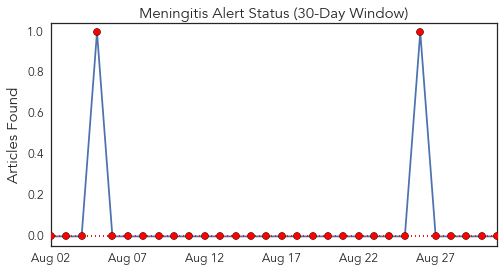 Meningitis Alert Status (30-Day Window)
Articles Found
1.0
0.8
0.6
0.4
0.2
0.0
Aug 02 Aug 07 Aug 12 Aug 17 Aug 22 Aug 27